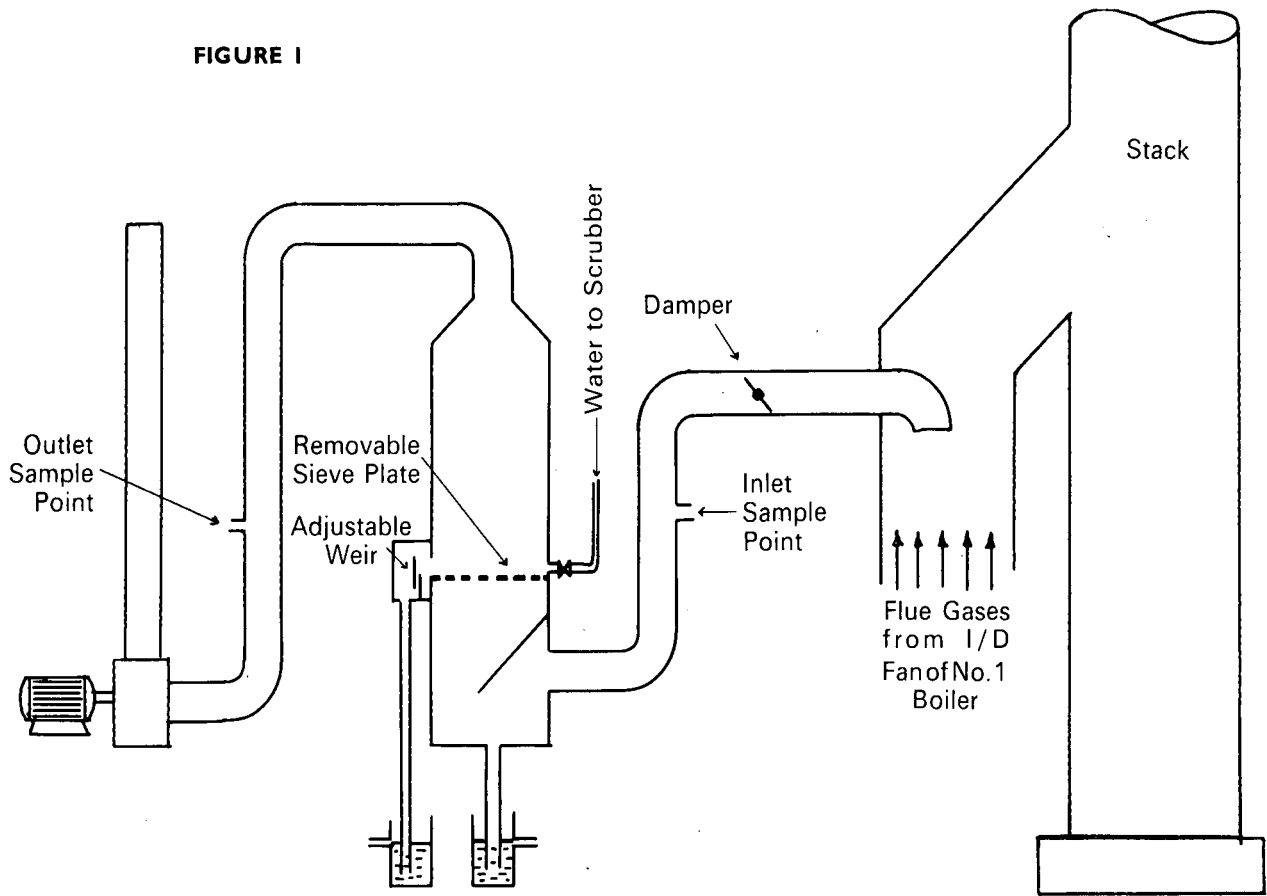 FIGURE I
Stack
Water to Scrubber
Damper
Outlet
Sample
Point
Removable
Sieve Plate
Adjustable
Weir
Inlet
Sample
Point
Flue Gases
from I/D
Fan of No.1
Boiler